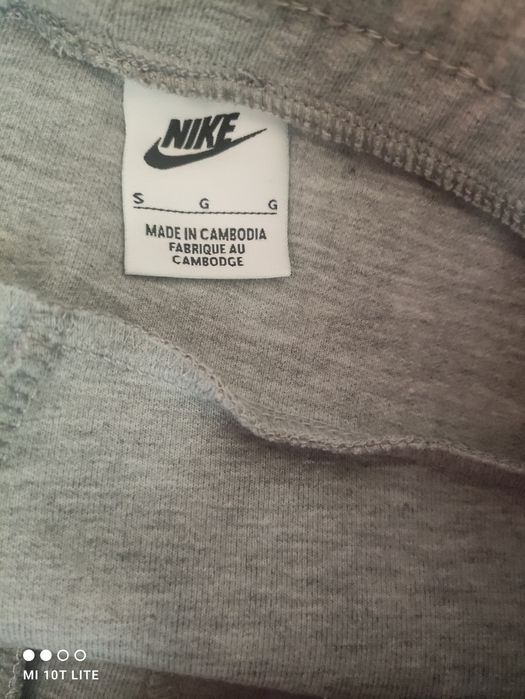 NIKE
S G G
MADE IN CAMBODIA
FABRIQUE AU
CAMBODGE
MI 10T LITE